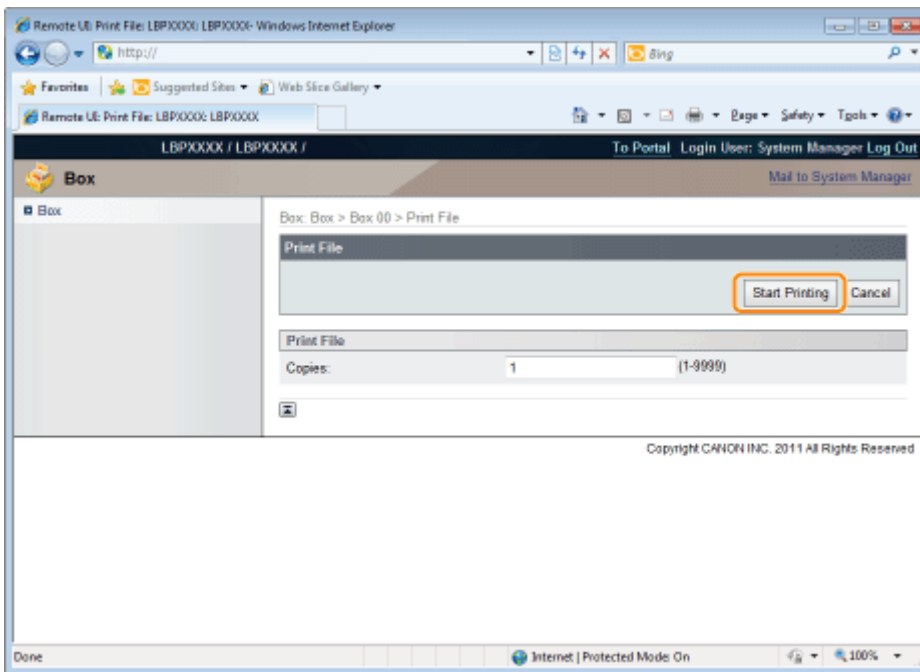 Remote UI: Print File: LBPXXXX: LBPXXXX- Windows Internet Explorer
http://
Bing
Favorites Suggested Sites Web Slice Gallery
Remote UI: Print File: LBPXXXX: LBPXXXX
Page Safety Tools
LBPXXXX / LBPXXXX / To Portal Login User: System Manager Log Out
Box Mail to System Manager
Box
Box: Box > Box 00 > Print File
Print File
Start Printing Cancel
Print File
Copies: 1 (1-9999)
Copyright CANON INC. 2011 All Rights Reserved
Done Internet | Protected Mode: On 100%